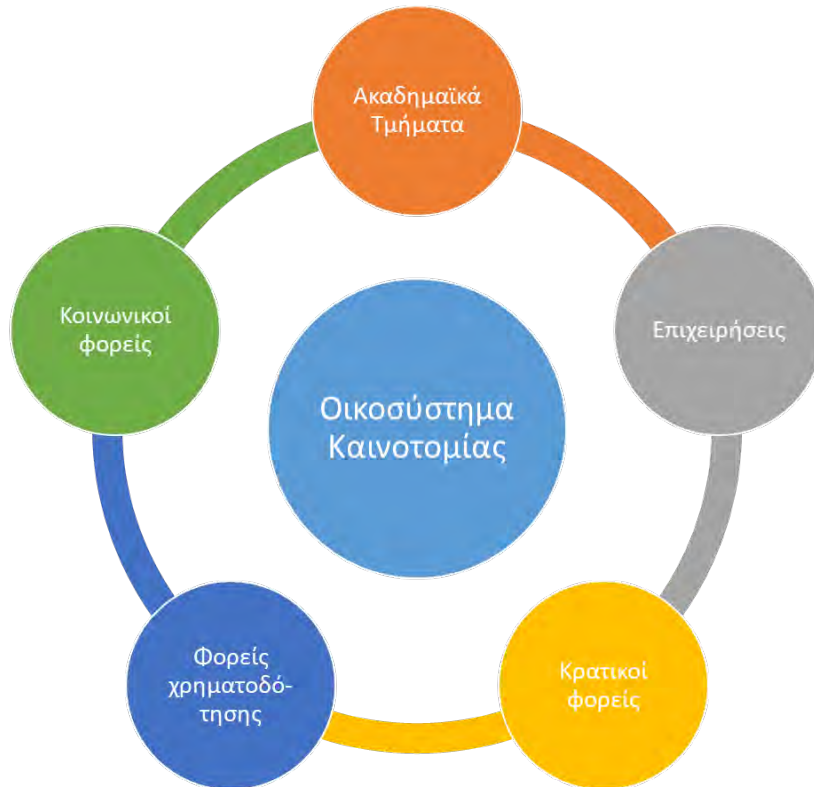 Ακαδημαϊκά
Τμήματα
Επιχειρήσεις
Κρατικοί
φορείς
Φορείς
χρηματοδό-
τησης
Κοινωνικοί
φορείς
Οικοσύστημα
Καινοτομίας